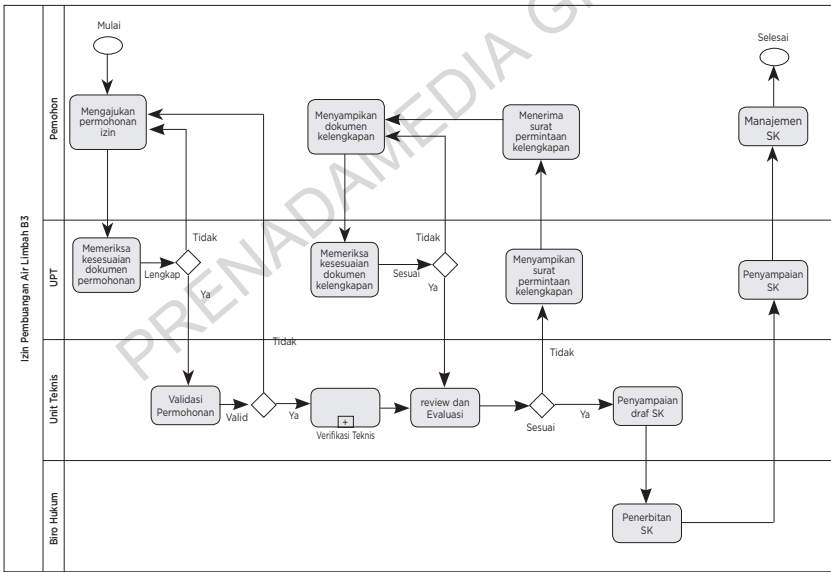 Izin Pembuangan Air Limbah B3
Pemohon
Mulai
Mengajukan
permohonan
izin
Menyampikan
dokumen
kelengkapan
Menerima
surat
permintaan
kelengkapan
Selesai
Manajemen
SK
UPT
Memeriksa
kesesuaian
dokumen
permohonan
Lengkap
Tidak
Ya
Memeriksa
kesesuaian
dokumen
kelengkapan
Sesuai
Tidak
Ya
Menyampikan
surat
permintaan
kelengkapan
Penyampaian
SK
Unit Teknis
Validasi
Permohonan
Valid
Tidak
Ya
+
Verifikasi Teknis
review dan
Evaluasi
Sesuai
Tidak
Ya
Penyampaian
draf SK
Biro Hukum
Penerbitan
SK
PRENADAMEDIA